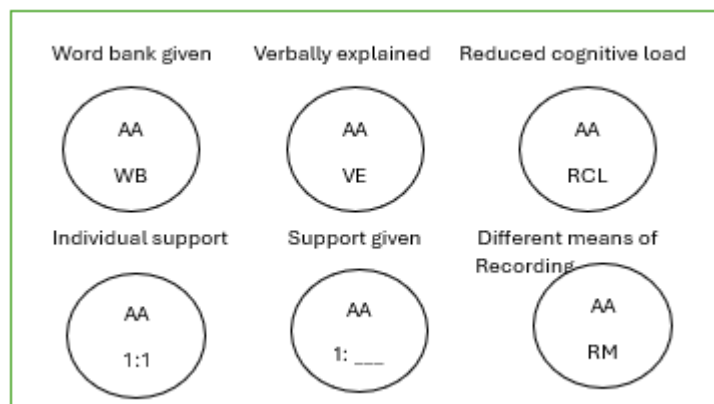 Word bank given Verbally explained Reduced cognitive load
AA AA AA
WB VE RCL
Individual support Support given Different means of
Recording
AA AA AA
1:1 1: ___ RM